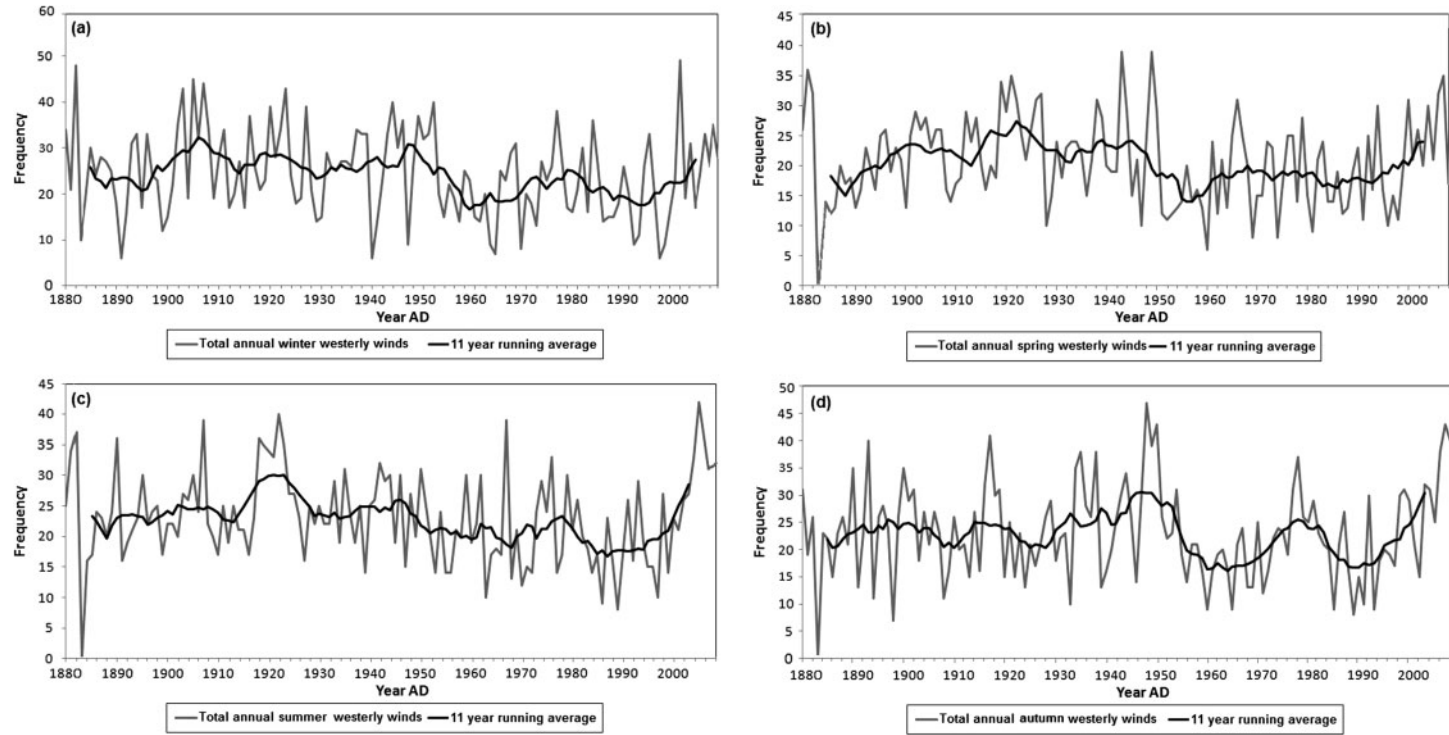 (a)
60
50
40
30
20
10
0
Frequency
1880 1890 1900 1910 1920 1930 1940 1950 1960 1970 1980 1990 2000
Year AD
Total annual winter westerly winds 11 year running average
(b)
45
40
35
30
25
20
15
10
5
0
Frequency
1880 1890 1900 1910 1920 1930 1940 1950 1960 1970 1980 1990 2000
Year AD
Total annual spring westerly winds 11 year running average
(c)
45
40
35
30
25
20
15
10
5
0
Frequency
1880 1890 1900 1910 1920 1930 1940 1950 1960 1970 1980 1990 2000
Year AD
Total annual summer westerly winds 11 year running average
(d)
50
45
40
35
30
25
20
15
10
5
0
Frequency
1880 1890 1900 1910 1920 1930 1940 1950 1960 1970 1980 1990 2000
Year AD
Total annual autumn westerly winds 11 year running average